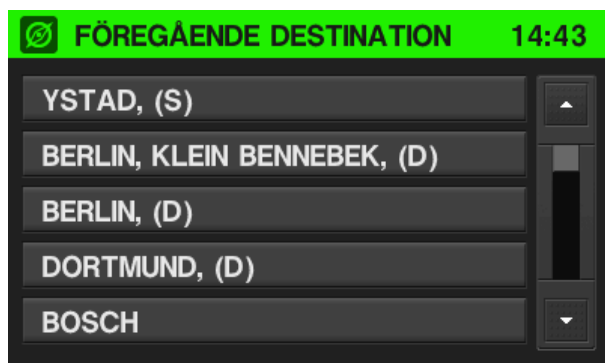 FÖREGÅENDE DESTINATION 14:43
YSTAD, (S)
BERLIN, KLEIN BENNEBEK, (D)
BERLIN, (D)
DORTMUND, (D)
BOSCH